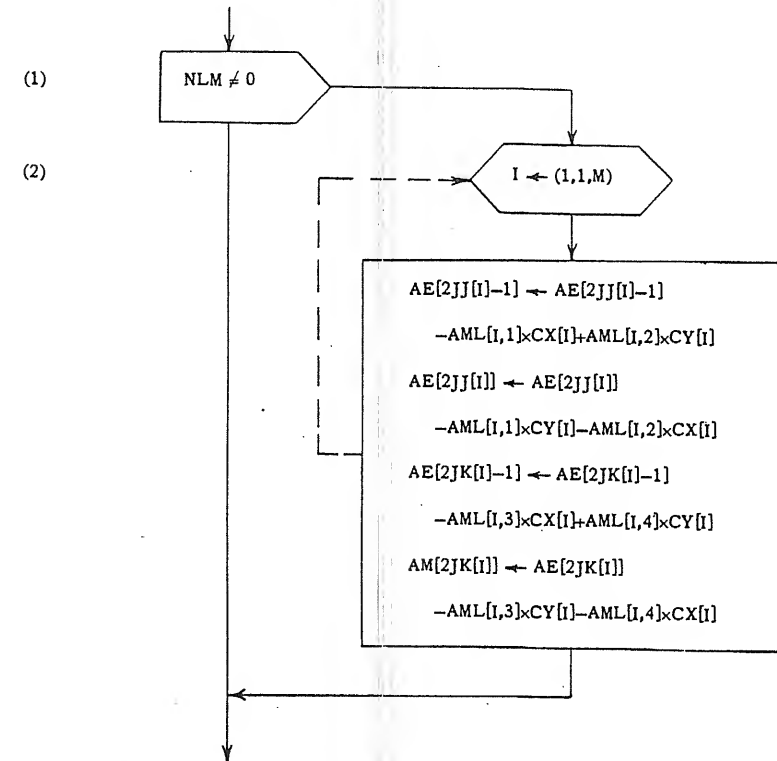 (1)
NLM ≠ 0
(2)
I ← (1,1,M)
AE[2JJ[I]−1] ← AE[2JJ[I]−1]
−AML[I,1]×CX[I]+AML[I,2]×CY[I]
AE[2JJ[I]] ← AE[2JJ[I]]
−AML[I,1]×CY[I]−AML[I,2]×CX[I]
AE[2JK[I]−1] ← AE[2JK[I]−1]
−AML[I,3]×CX[I]+AML[I,4]×CY[I]
AM[2JK[I]] ← AE[2JK[I]]
−AML[I,3]×CY[I]−AML[I,4]×CX[I]